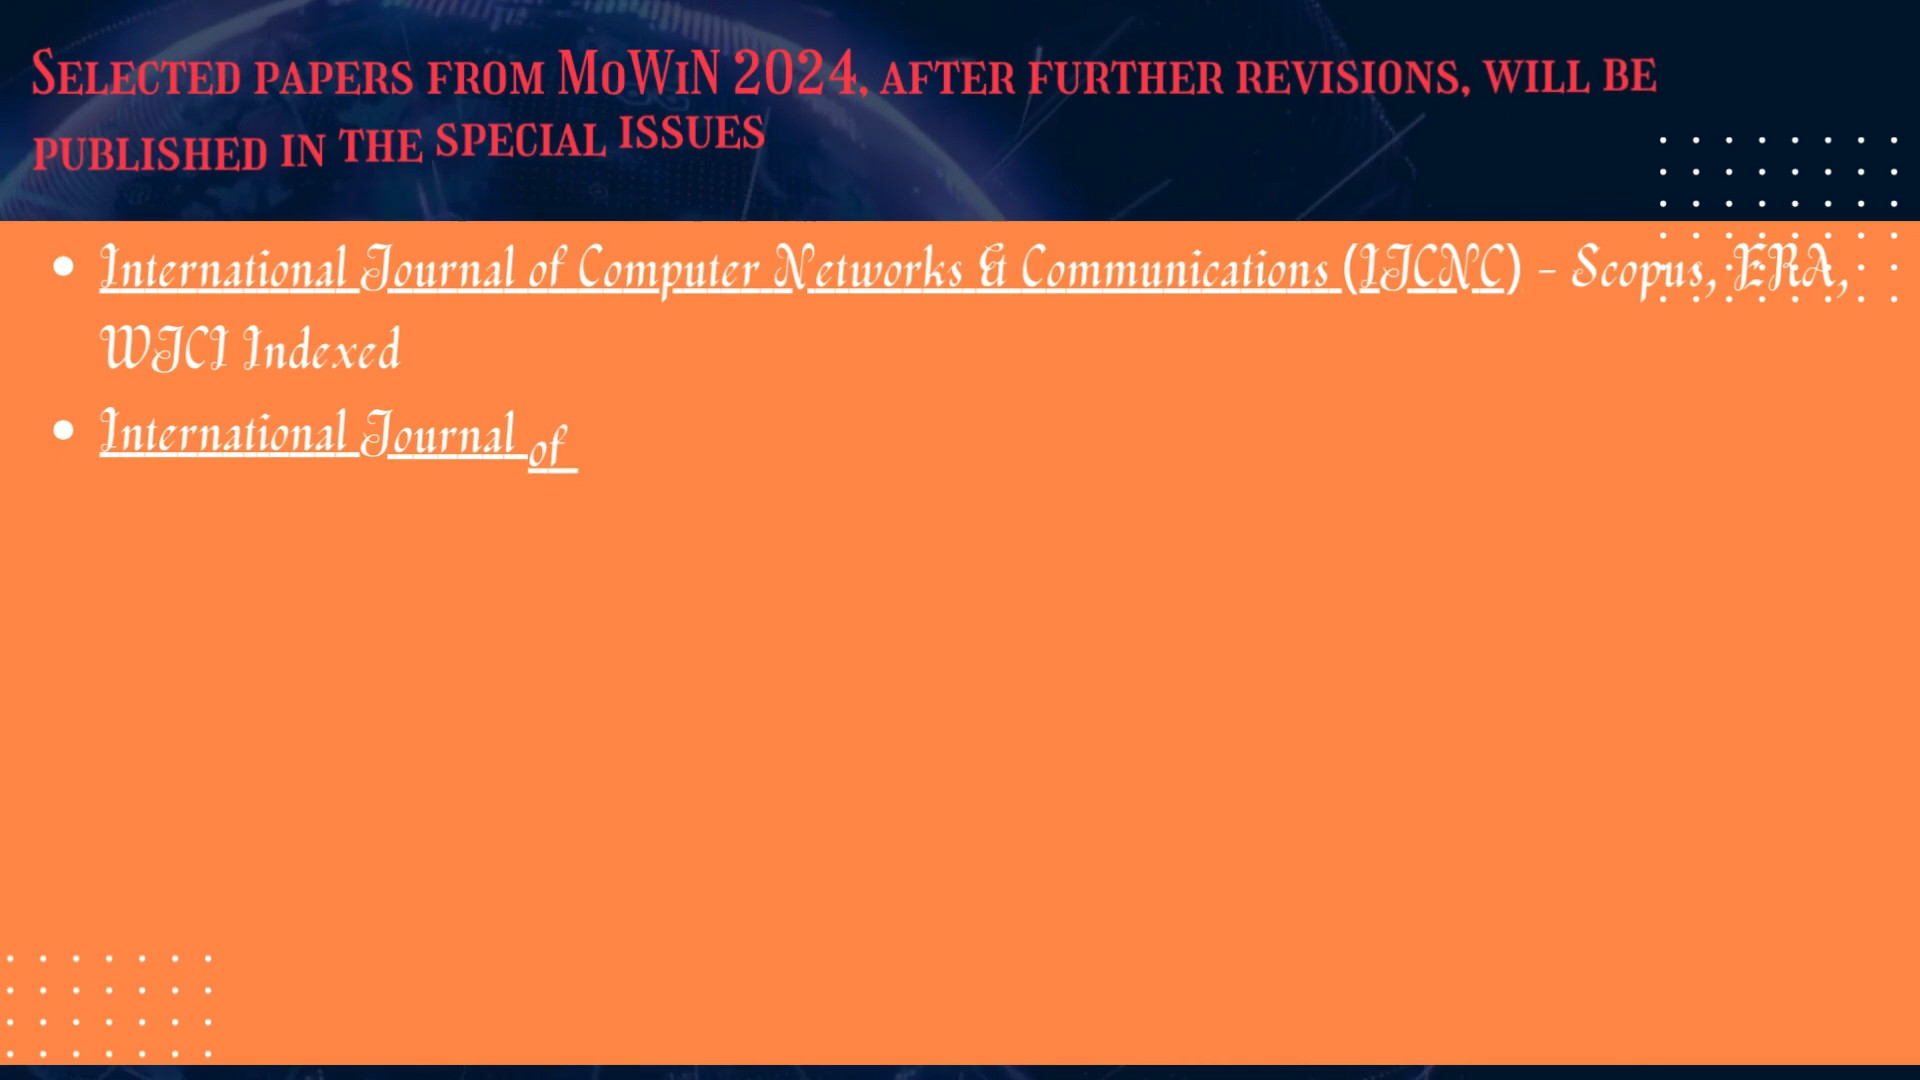 Selected papers from MoWiN 2024, after further revisions, will be
published in the special issues
International Journal of Computer Networks & Communications (IJCNC) – Scopus, ERA,
WJCI Indexed
International Journal of